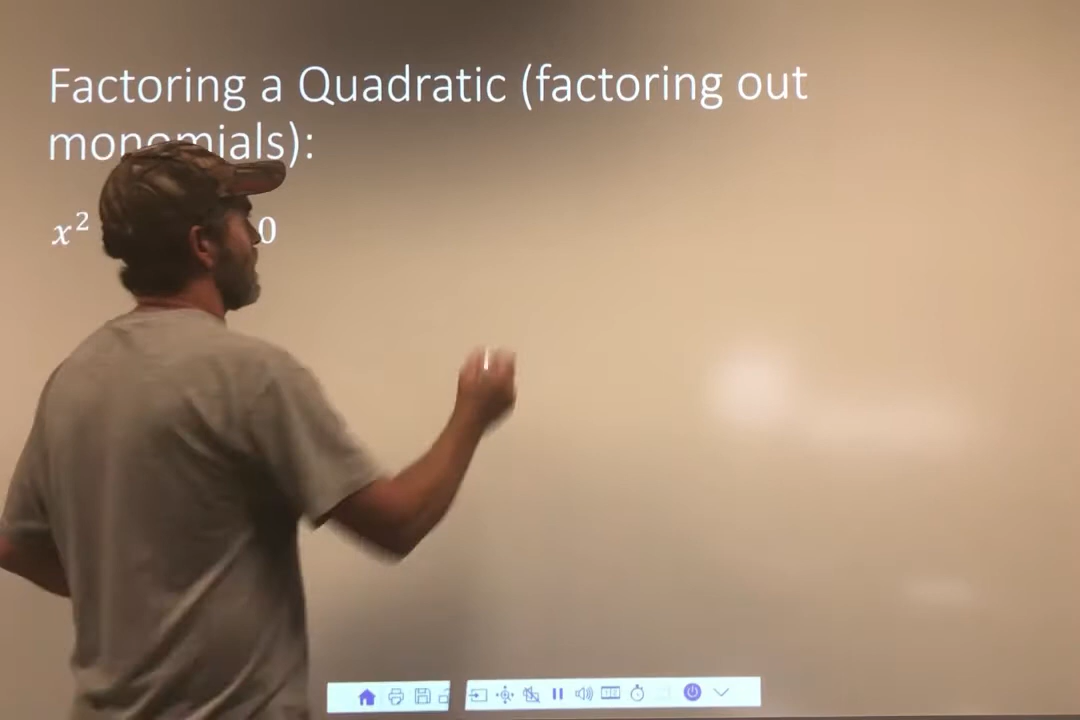 Factoring a Quadratic (factoring out
monomials):
x² 0